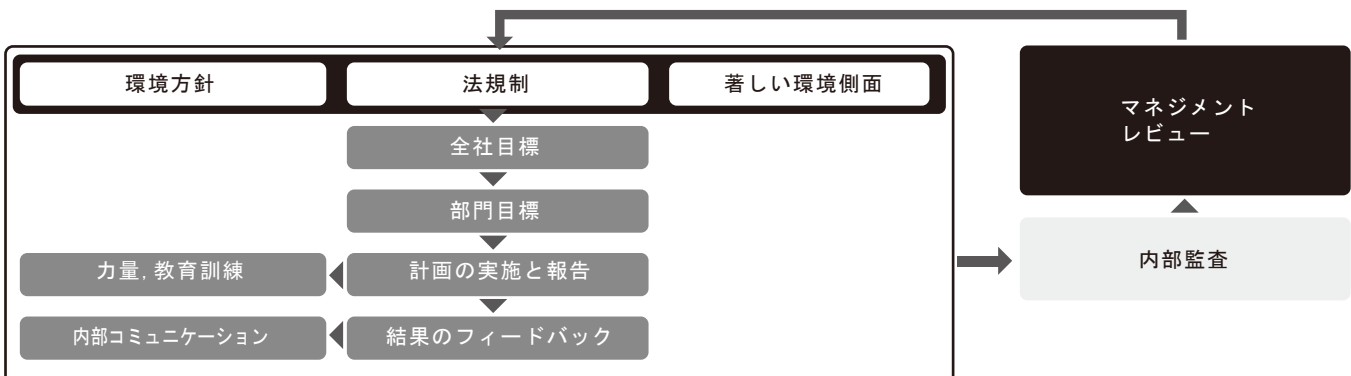 環境方針
法規制
著しい環境側面
全社目標
部門目標
力量,教育訓練
計画の実施と報告
内部コミュニケーション
結果のフィードバック
マネジメント
レビュー
内部監査